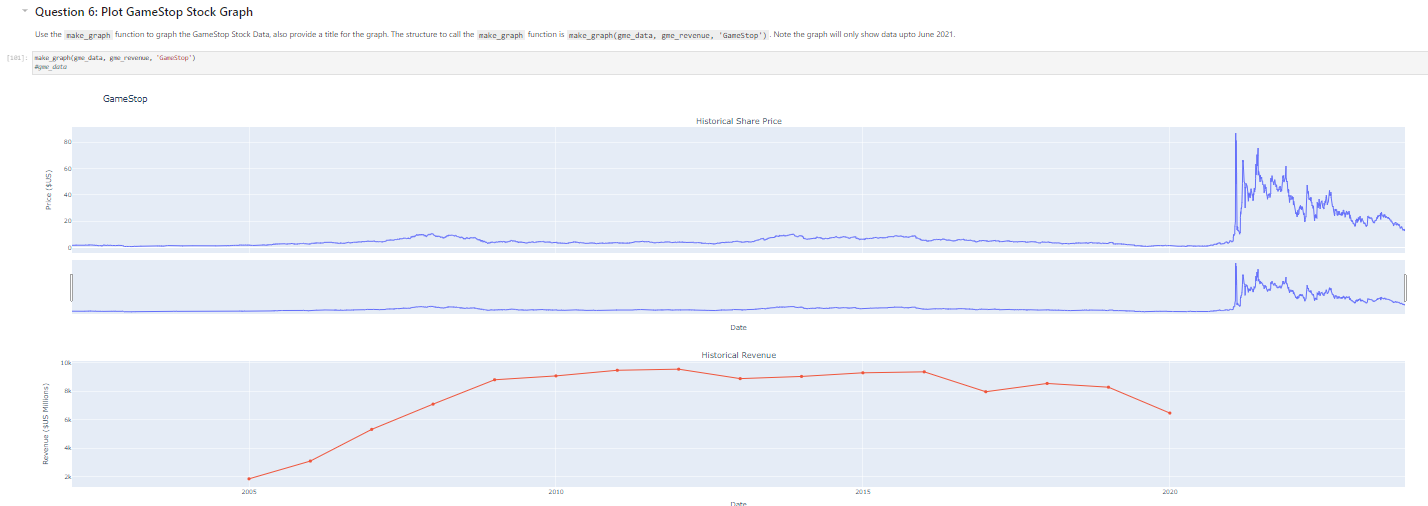 Question 6: Plot GameStop Stock Graph
Use the make_graph function to graph the GameStop Stock Data, also provide a title for the graph. The structure to call the make_graph function is make_graph(gme_data, gme_revenue, 'GameStop'). Note the graph will only show data upto June 2021.
[101]:
make_graph(gme_data, gme_revenue, 'GameStop')
#gme_data
GameStop
Historical Share Price
80
60
40
20
0
Price ($US)
Date
Historical Revenue
10k
8k
6k
4k
2k
Revenue ($US Millions)
2005 2010 2015 2020
Date